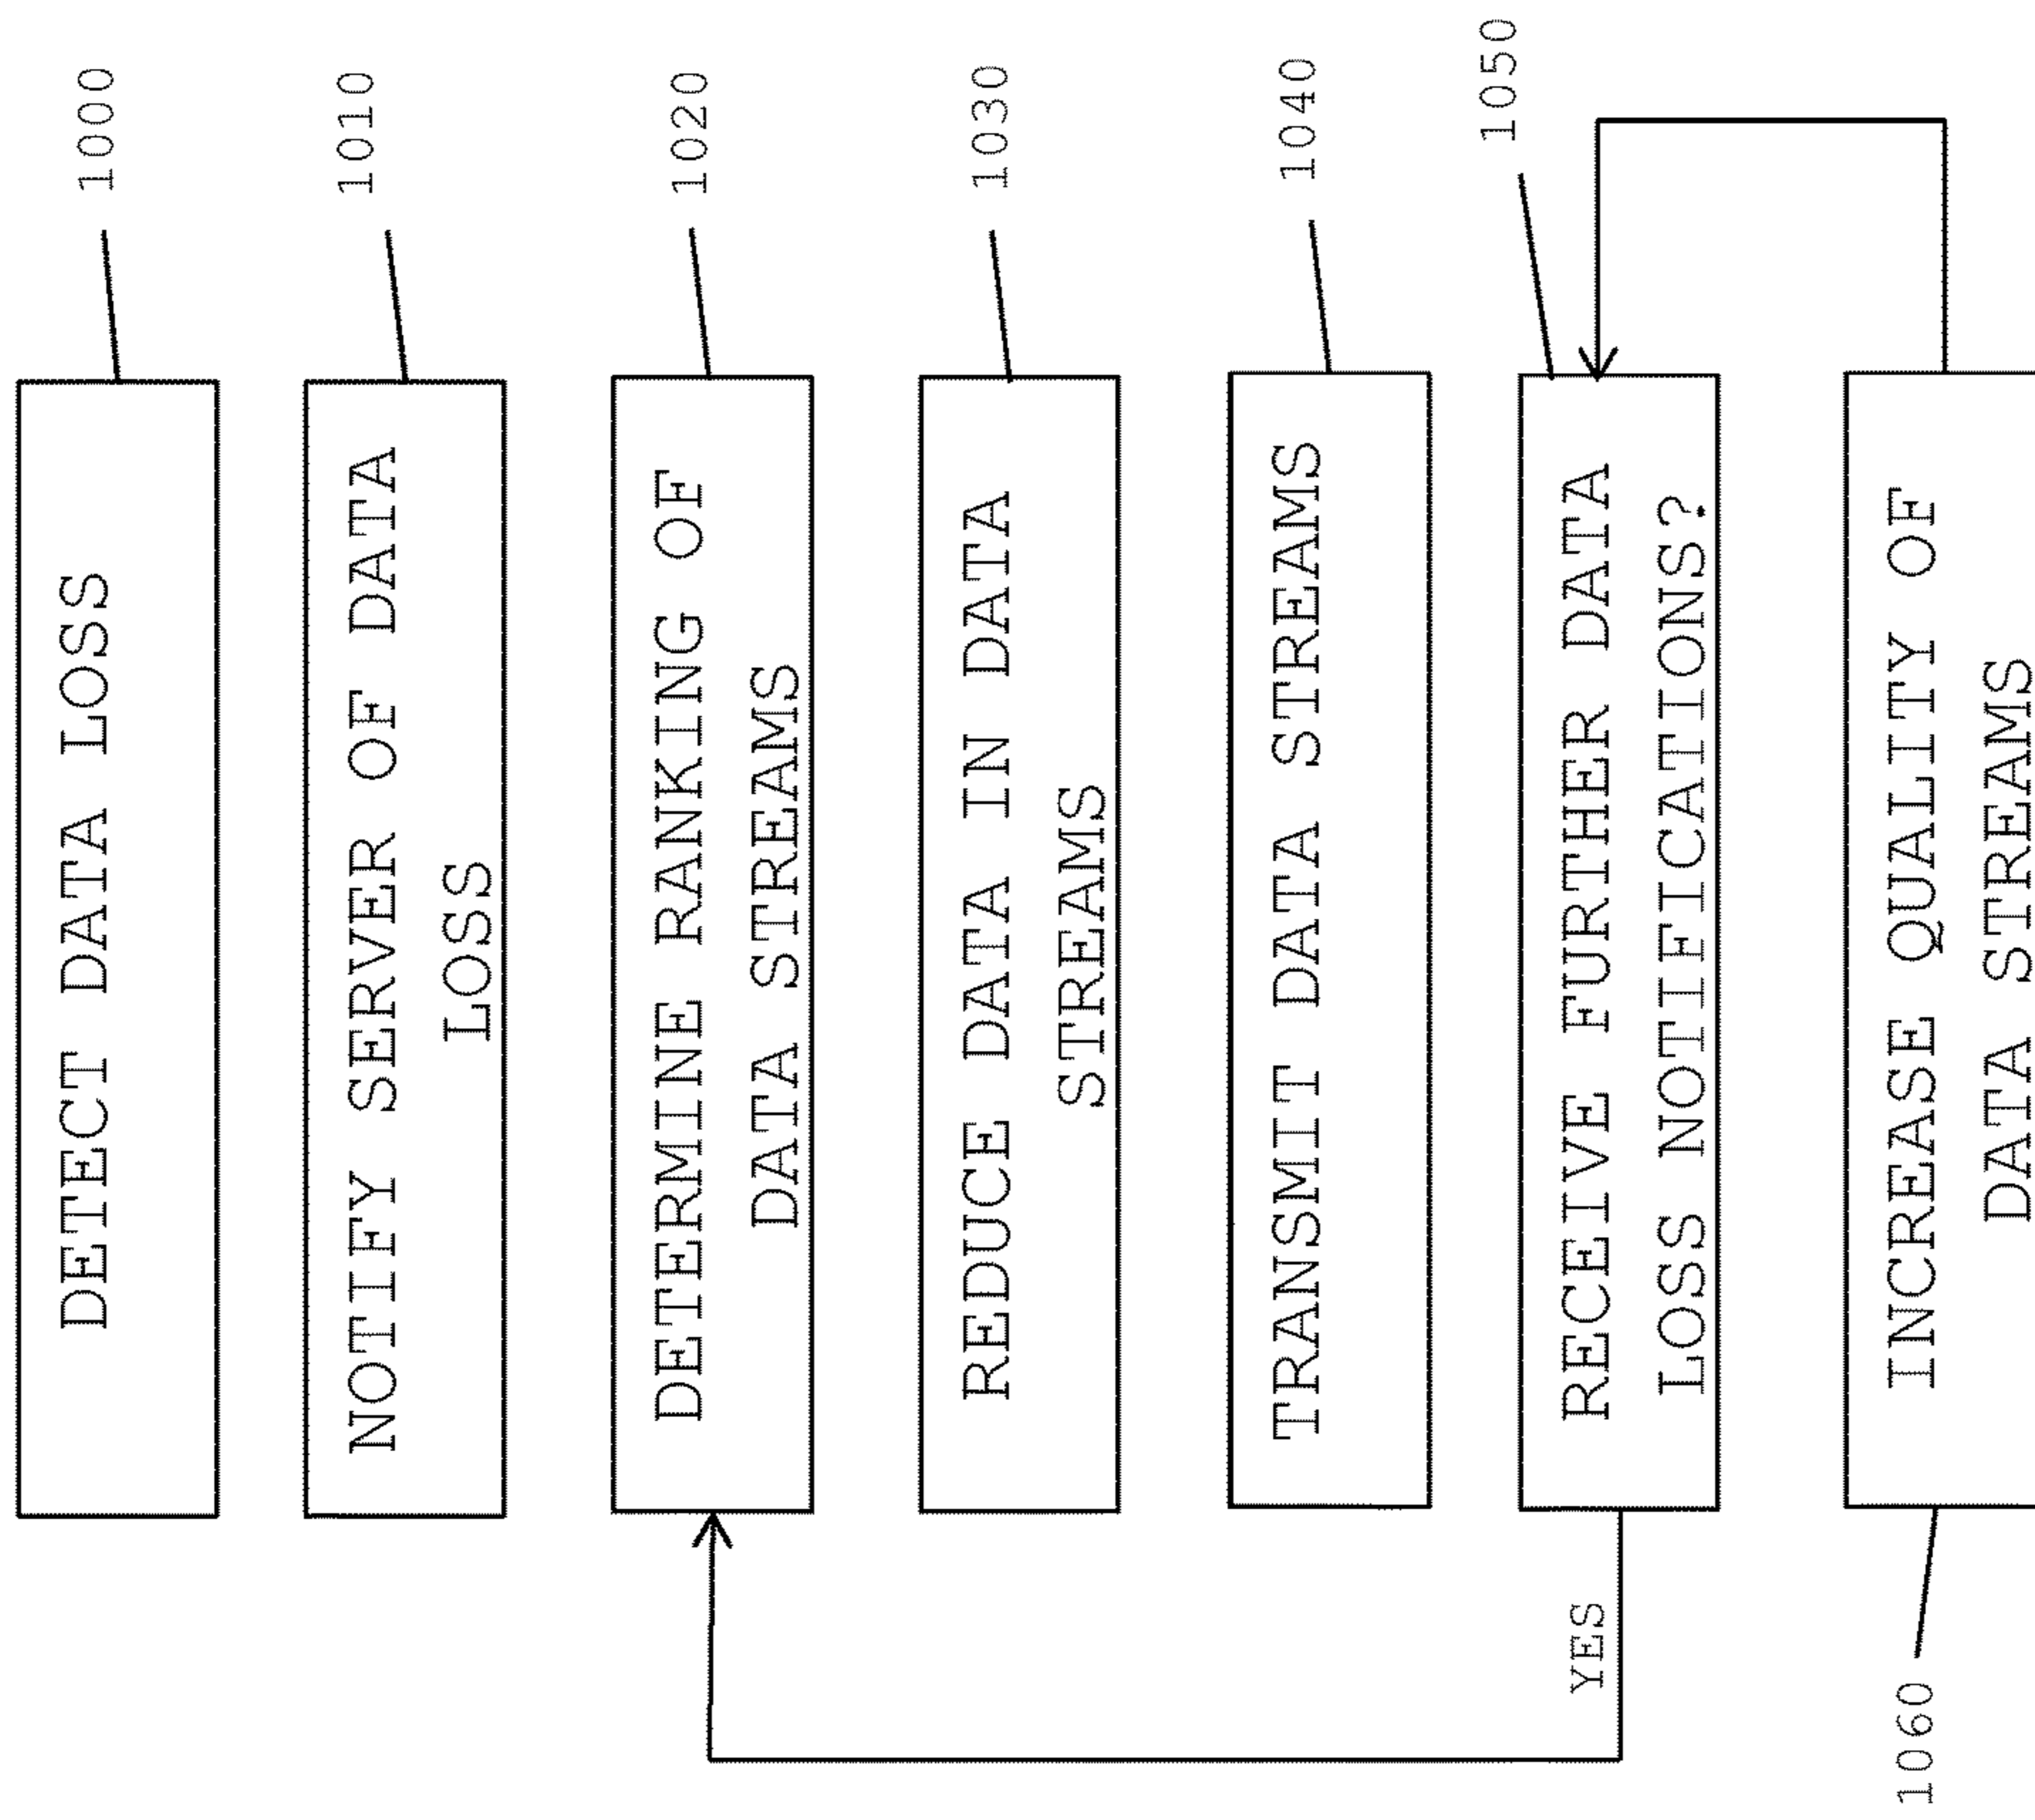 DETECT DATA LOSS
1000
NOTIFY SERVER OF DATA
LOSS
1010
DETERMINE RANKING OF
DATA STREAMS
1020
REDUCE DATA IN DATA
STREAMS
1030
TRANSMIT DATA STREAMS
1040
RECEIVE FURTHER DATA
LOSS NOTIFICATIONS?
1050
YES
INCREASE QUALITY OF
DATA STREAMS
1060